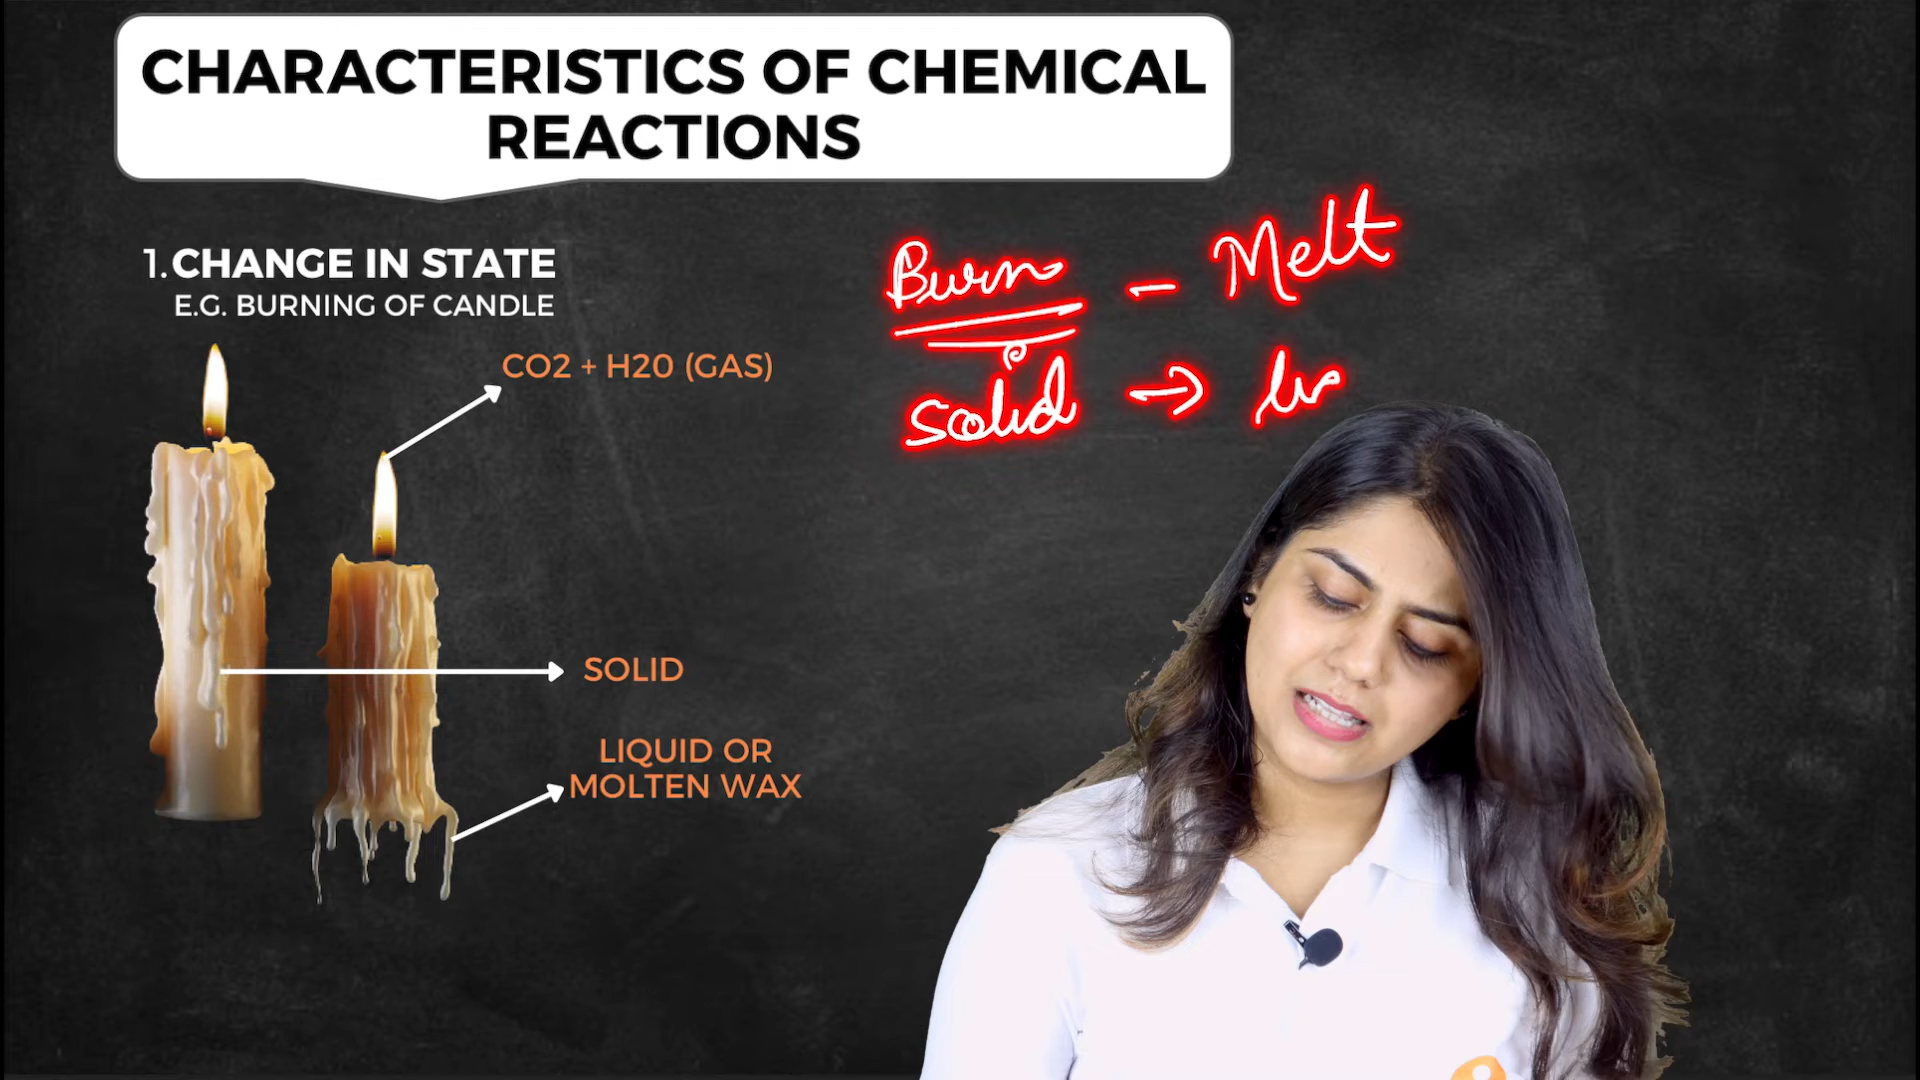 CHARACTERISTICS OF CHEMICAL
REACTIONS
1. CHANGE IN STATE
E.G. BURNING OF CANDLE
Burn - Melt
CO2 + H20 (GAS)
Solid →
SOLID
LIQUID OR
MOLTEN WAX